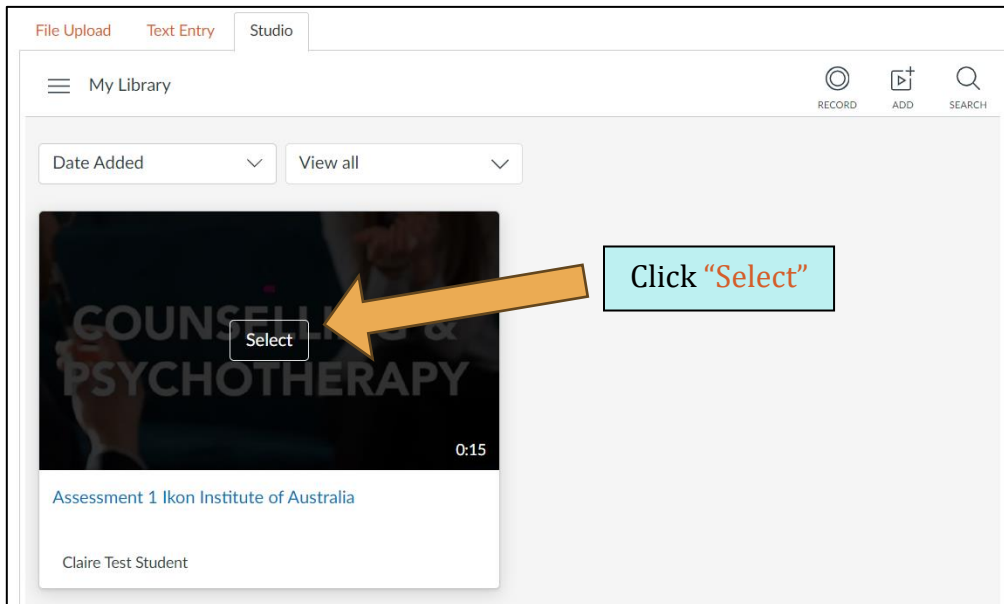 File Upload Text Entry Studio
My Library
RECORD ADD SEARCH
Date Added View all
COUNSELLING &
PSYCHOTHERAPY
Select
0:15
Click “Select”
Assessment 1 Ikon Institute of Australia
Claire Test Student